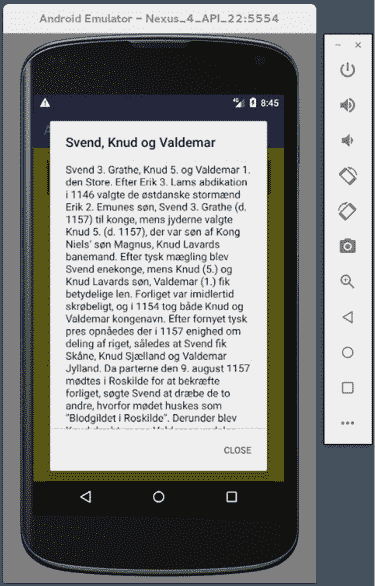 Android Emulator - Nexus_4_API_22:5554
8:45
Svend, Knud og Valdemar
Svend 3. Grathe, Knud 5. og Valdemar 1.
den Store. Efter Erik 3. Lams abdikation
i 1146 valgte de østdanske stormænd
Erik 2. Emunes søn, Svend 3. Grathe (d.
1157) til konge, mens jyderne valgte
Knud 5. (d. 1157), der var søn af Kong
Niels' søn Magnus, Knud Lavards
banemand. Efter tysk mægling blev
Svend enekonge, mens Knud (5.) og
Knud Lavards søn, Valdemar (1.) fik
betydelige len. Forliget var imidlertid
skrøbeligt, og i 1154 tog både Knud og
Valdemar kongenavn. Efter fornyet tysk
pres opnåedes der i 1157 enighed om
deling af riget, således at Svend fik
Skåne, Knud Sjælland og Valdemar
Jylland. Da parterne den 9. august 1157
mødtes i Roskilde for at bekræfte
forliget, søgte Svend at dræbe de to
andre, hvorfor mødet huskes som
"Blodgildet i Roskilde". Derunder blev
CLOSE